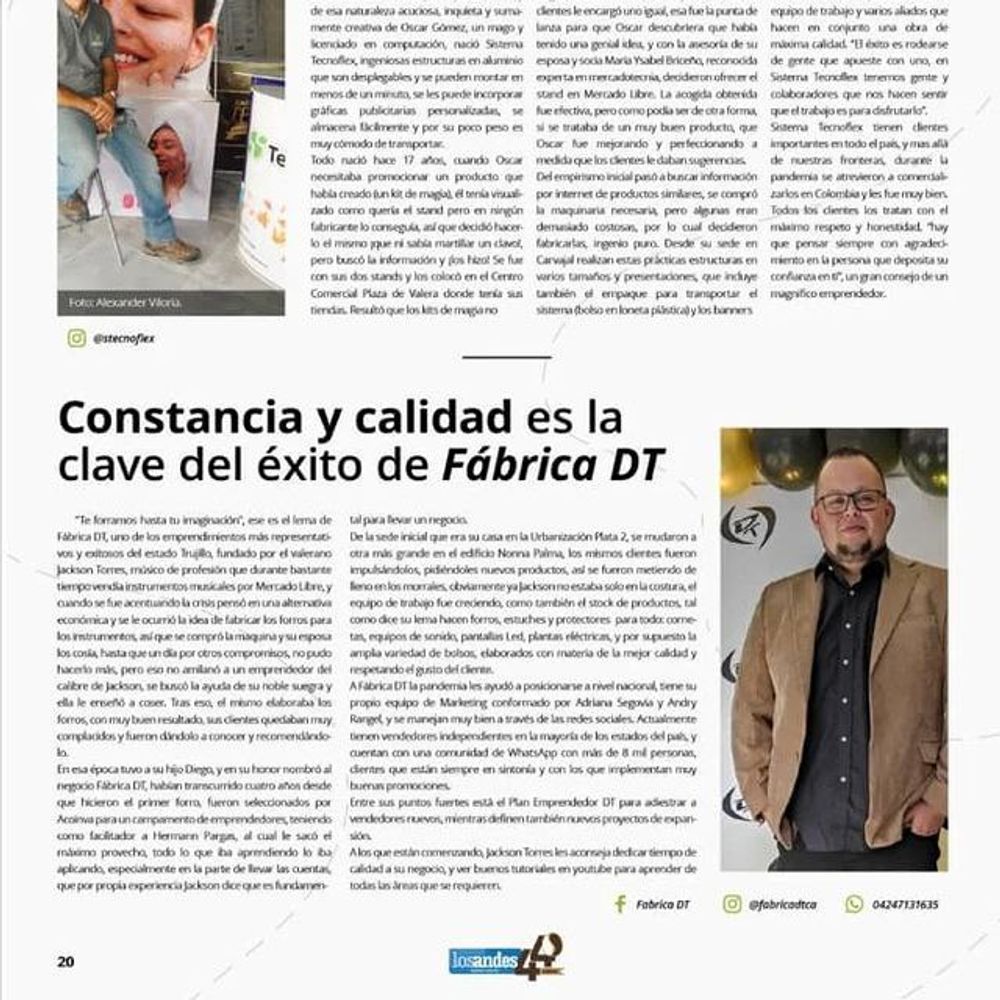 de esa naturaleza acuciosa, inquieta y suma-
mente creativa de Oscar Gómez, un mago y
licenciado en computación, nació Sistema
Tecnoflex, ingeniosas estructuras en aluminio
que son desplegables y se pueden montar en
menos de un minuto, se les puede incorporar
gráficas publicitarias personalizadas, se
almacena fácilmente y por su poco peso es
muy cómodo de transportar.
Todo nació hace 17 años, cuando Oscar
necesitaba promocionar un producto que
había creado (un kit de magia), él tenía visuali-
zado como quería el stand pero en ningún
fabricante lo conseguía, así que decidió hacer-
lo el mismo ¡que ni sabía martillar un clavo!,
pero buscó la información y ¡los hizo! Se fue
con sus dos stands y los colocó en el Centro
Comercial Plaza de Valera donde tenía sus
tiendas. Resultó que los kits de magia no
clientes le encargó uno igual, esa fue la punta de
lanza para que Oscar descubriera que había
tenido una genial idea, y con la asesoría de su
esposa y socia María Ysabel Briceño, reconocida
experta en mercadotecnia, decidieron ofrecer el
stand en Mercado Libre. La acogida obtenida
fue efectiva, pero como podía ser de otra forma,
si se trataba de un muy buen producto, que
Oscar fue mejorando y perfeccionando a
medida que los clientes le daban sugerencias.
Del empirismo inicial pasó a buscar información
por internet de productos similares, se compró
la maquinaria necesaria, pero algunas eran
demasiado costosas, por lo cual decidieron
fabricarlas, ingenio puro. Desde su sede en
Carvajal realizan estas prácticas estructuras en
varios tamaños y presentaciones, que incluye
también el empaque para transportar el
sistema (bolso en loneta plástica) y los banners
equipo de trabajo y varios aliados que
hacen en conjunto una obra de
máxima calidad. "El éxito es rodearse
de gente que apueste con uno, en
Sistema Tecnoflex tenemos gente y
colaboradores que nos hacen sentir
que el trabajo es para disfrutarlo".
Sistema Tecnoflex tienen clientes
importantes en todo el país, y mas allá
de nuestras fronteras, durante la
pandemia se atrevieron a comerciali-
zarlos en Colombia y les fue muy bien.
Todos los clientes los tratan con el
máximo respeto y honestidad, "hay
que pensar siempre con agradeci-
miento en la persona que deposita su
confianza en ti", un gran consejo de un
magnífico emprendedor.
Te
Foto: Alexander Viloria.
@stecnoflex
Constancia y calidad es la
clave del éxito de Fábrica DT
"Te forramos hasta tu imaginación", ese es el lema de
Fábrica DT, uno de los emprendimientos más representati-
vos y exitosos del estado Trujillo, fundado por el valerano
Jackson Torres, músico de profesión que durante bastante
tiempo vendía instrumentos musicales por Mercado Libre, y
cuando se fue acentuando la crisis pensó en una alternativa
económica y se le ocurrió la idea de fabricar los forros para
los instrumentos, así que se compró la maquina y su esposa
los cosía, hasta que un día por otros compromisos, no pudo
hacerlo más, pero eso no amilanó a un emprendedor del
calibre de Jackson, se buscó la ayuda de su noble suegra y
ella le enseñó a coser. Tras eso, el mismo elaboraba los
forros, con muy buen resultado, sus clientes quedaban muy
complacidos y fueron dándolo a conocer y recomendándo-
lo.
En esa época tuvo a su hijo Diego, y en su honor nombró al
negocio Fábrica DT, habían transcurrido cuatro años desde
que hicieron el primer forro, fueron seleccionados por
Acoinva para un campamento de emprendedores, teniendo
como facilitador a Hermann Pargas, al cual le sacó el
máximo provecho, todo lo que iba aprendiendo lo iba
aplicando, especialmente en la parte de llevar las cuentas,
que por propia experiencia Jackson dice que es fundamen-
tal para llevar un negocio.
De la sede inicial que era su casa en la Urbanización Plata 2, se mudaron a
otra más grande en el edificio Nonna Palma, los mismos clientes fueron
impulsándolos, pidiéndoles nuevos productos, así se fueron metiendo de
lleno en los morrales, obviamente ya Jackson no estaba solo en la costura, el
equipo de trabajo fue creciendo, como también el stock de productos, tal
como dice su lema hacen forros, estuches y protectores para todo: corne-
tas, equipos de sonido, pantallas Led, plantas eléctricas, y por supuesto la
amplia variedad de bolsos, elaborados con materia de la mejor calidad y
respetando el gusto del cliente.
A Fábrica DT la pandemia les ayudó a posicionarse a nivel nacional, tiene su
propio equipo de Marketing conformado por Adriana Segovia y Andry
Rangel, y se manejan muy bien a través de las redes sociales. Actualmente
tienen vendedores independientes en la mayoría de los estados del país, y
cuentan con una comunidad de WhatsApp con más de 8 mil personas,
clientes que están siempre en sintonía y con los que implementan muy
buenas promociones.
Entre sus puntos fuertes está el Plan Emprendedor DT para adiestrar a
vendedores nuevos, mientras definen también nuevos proyectos de expan-
sión.
A los que están comenzando, Jackson Torres les aconseja dedicar tiempo de
calidad a su negocio, y ver buenos tutoriales en youtube para aprender de
todas las áreas que se requieren.
Fabrica DT
@fabricadtca
04247131635
20
losandes